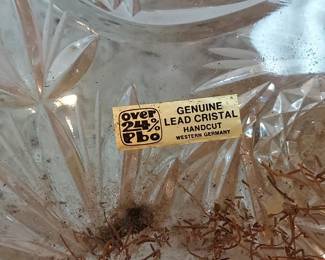 over
24%
Pbo
GENUINE
LEAD CRISTAL
HANDCUT
WESTERN GERMANY